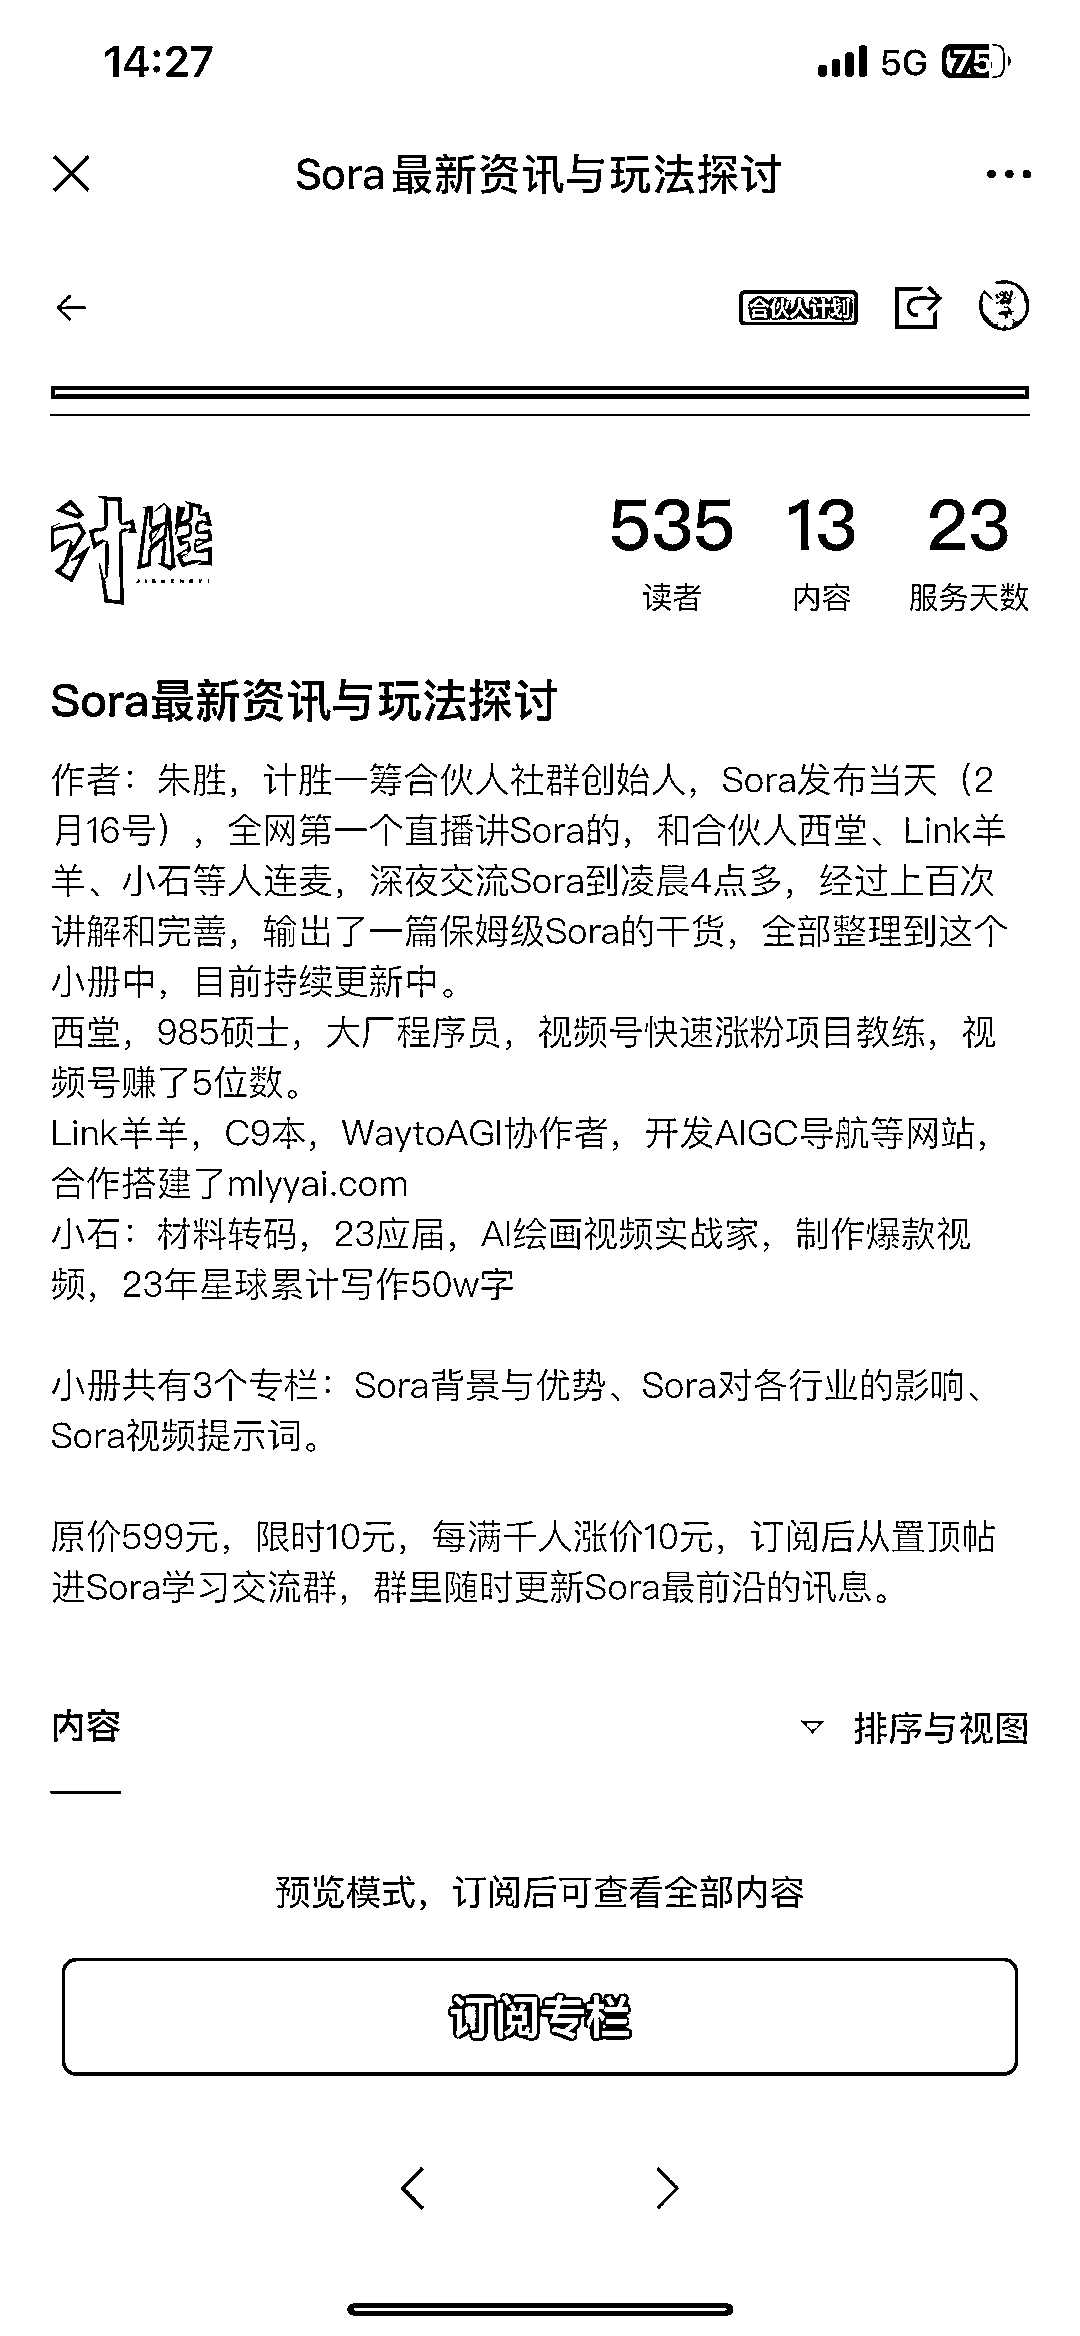 14:27 5G 75
Sora最新资讯与玩法探讨
合伙人计划
计胜
535 13 23
读者 内容 服务天数
Sora最新资讯与玩法探讨
作者：朱胜，计胜一筹合伙人社群创始人，Sora发布当天（2
月16号），全网第一个直播讲Sora的，和合伙人西堂、Link羊
羊、小石等人连麦，深夜交流Sora到凌晨4点多，经过上百次
讲解和完善，输出了一篇保姆级Sora的干货，全部整理到这个
小册中，目前持续更新中。
西堂，985硕士，大厂程序员，视频号快速涨粉项目教练，视
频号赚了5位数。
Link羊羊，C9本，WaytoAGI协作者，开发AIGC导航等网站，
合作搭建了mlyyai.com
小石：材料转码，23应届，AI绘画视频实战家，制作爆款视
频，23年星球累计写作50w字
小册共有3个专栏：Sora背景与优势、Sora对各行业的影响、
Sora视频提示词。
原价599元，限时10元，每满千人涨价10元，订阅后从置顶帖
进Sora学习交流群，群里随时更新Sora最前沿的讯息。
内容 排序与视图
预览模式，订阅后可查看全部内容
订阅专栏